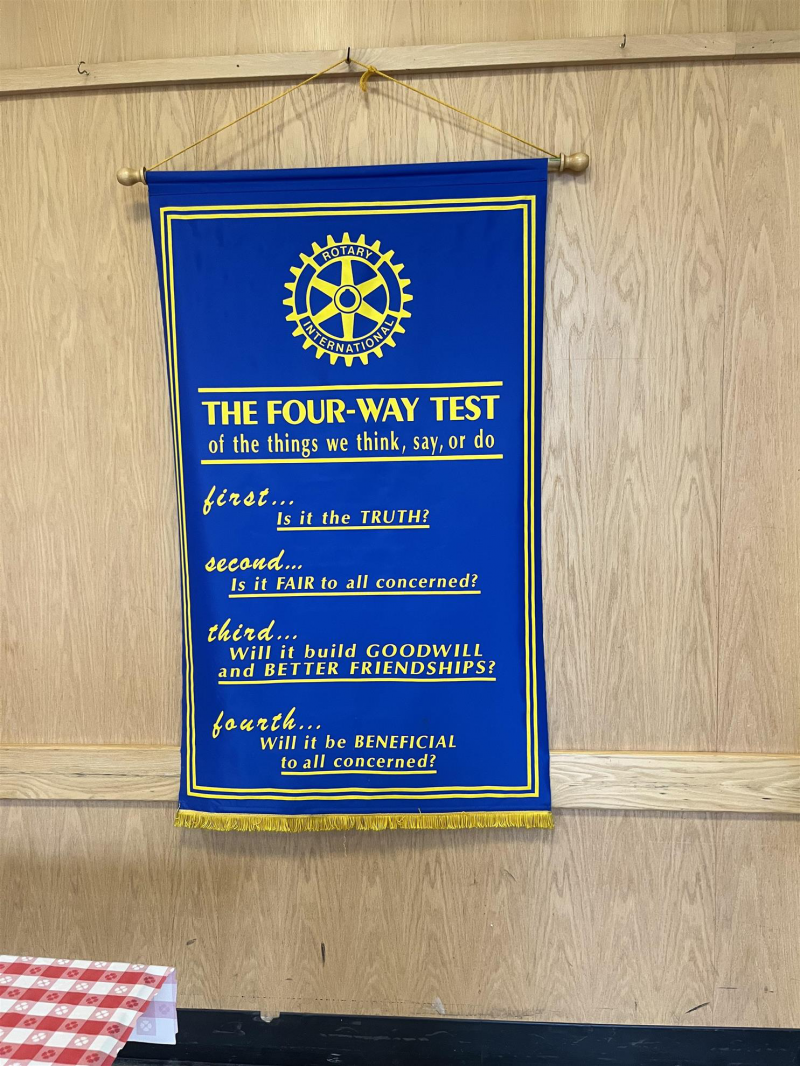 ROTARY
INTERNATIONAL
THE FOUR-WAY TEST
of the things we think, say, or do
first...
Is it the TRUTH?
second...
Is it FAIR to all concerned?
third...
Will it build GOODWILL
and BETTER FRIENDSHIPS?
fourth...
Will it be BENEFICIAL
to all concerned?